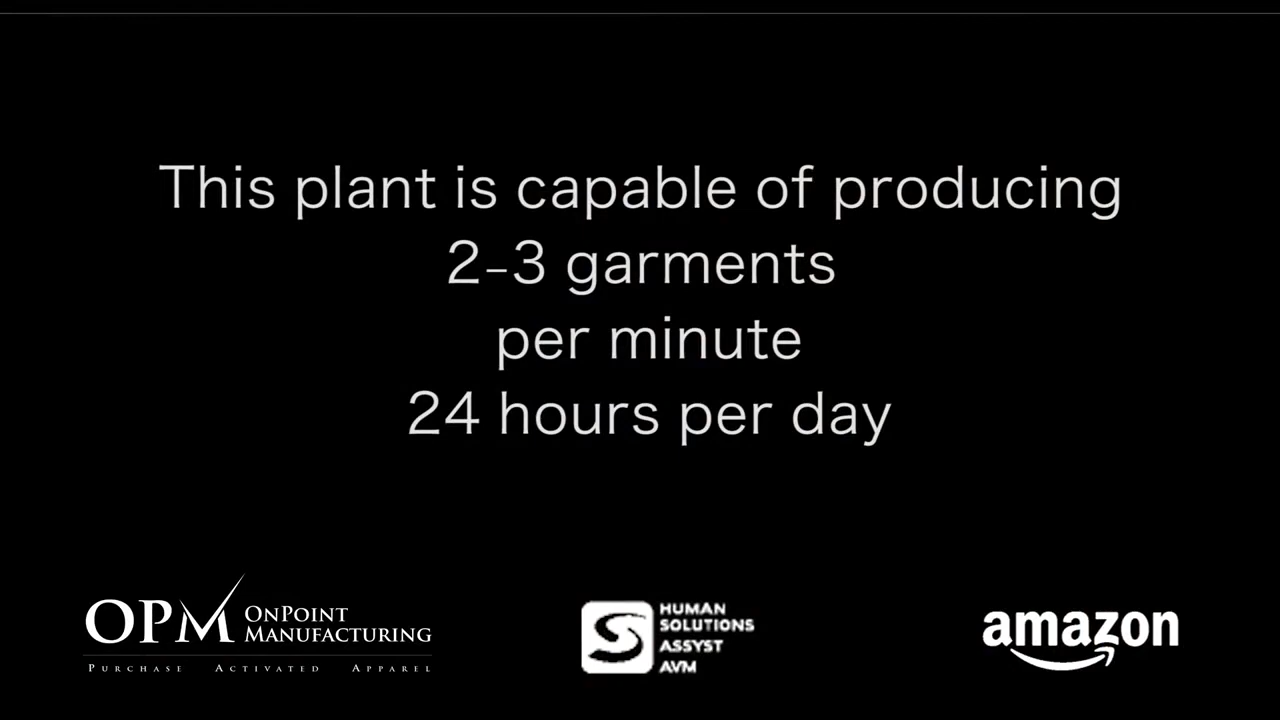 This plant is capable of producing
2-3 garments
per minute
24 hours per day
OPM ONPOINT
MANUFACTURING
PURCHASE ACTIVATED APPAREL
HUMAN
SOLUTIONS
ASSYST
AVM
amazon